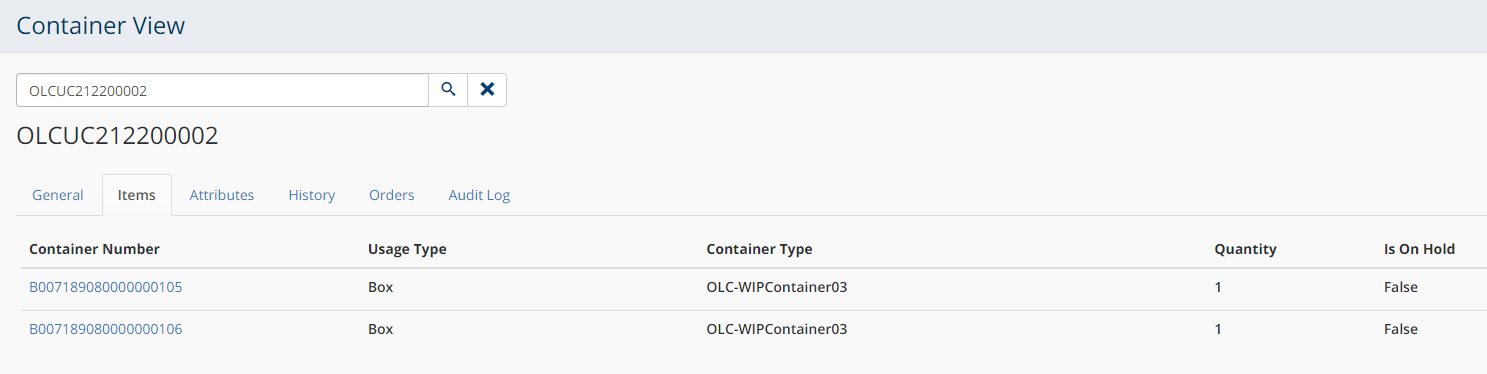 Container View
OLCUC212200002
OLCUC212200002
General Items Attributes History Orders Audit Log
Container Number Usage Type Container Type Quantity Is On Hold
B007189080000000105 Box OLC-WIPContainer03 1 False
B007189080000000106 Box OLC-WIPContainer03 1 False